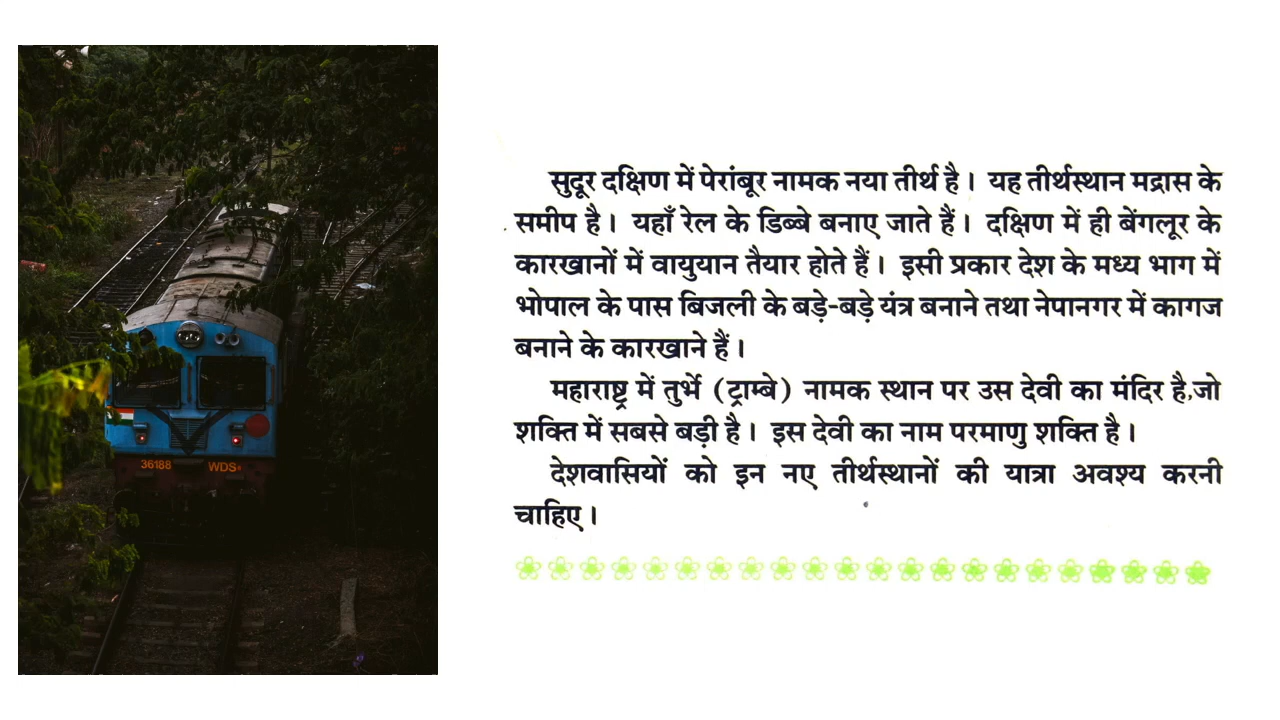 36188 WDS6
सुदूर दक्षिण में पेरांबूर नामक नया तीर्थ है। यह तीर्थस्थान मद्रास के
समीप है। यहाँ रेल के डिब्बे बनाए जाते हैं। दक्षिण में ही बेंगलूर के
कारखानों में वायुयान तैयार होते हैं। इसी प्रकार देश के मध्य भाग में
भोपाल के पास बिजली के बड़े-बड़े यंत्र बनाने तथा नेपानगर में कागज
बनाने के कारखाने हैं।
महाराष्ट्र में तुर्भे (ट्राम्बे) नामक स्थान पर उस देवी का मंदिर है,जो
शक्ति में सबसे बड़ी है। इस देवी का नाम परमाणु शक्ति है।
देशवासियों को इन नए तीर्थस्थानों की यात्रा अवश्य करनी
चाहिए।